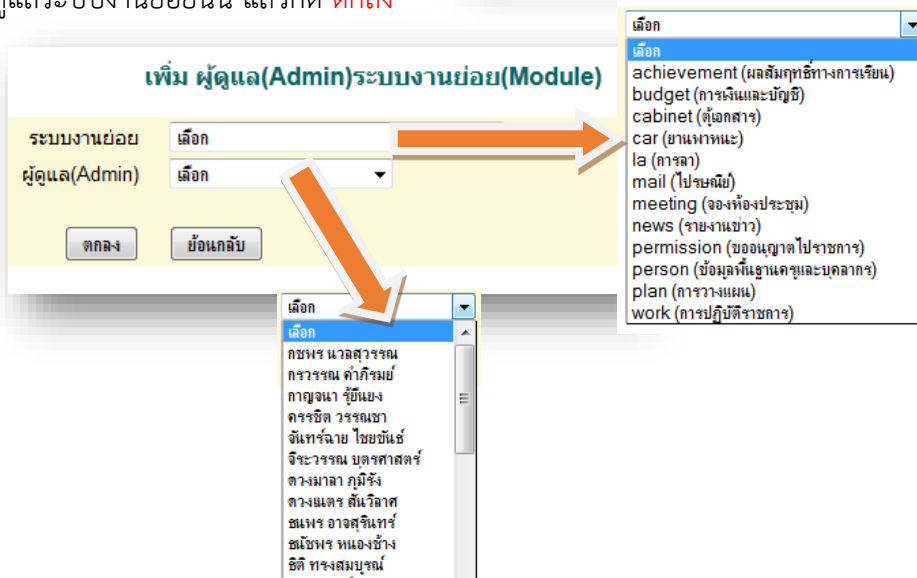 ดูแลระบบงานย่อยนั้น แล้วกด ตกลง
เพิ่ม ผู้ดูแล(Admin)ระบบงานย่อย(Module)
ระบบงานย่อย เลือก
ผู้ดูแล(Admin) เลือก
ตกลง ย้อนกลับ
เลือก
เลือก
achievement (ผลสัมฤทธิ์ทางการเรียน)
budget (การเงินและบัญชี)
cabinet (ตู้เอกสาร)
car (ยานพาหนะ)
la (การลา)
mail (ไปรษณีย์)
meeting (จองห้องประชุม)
news (รายงานข่าว)
permission (ขออนุญาตไปราชการ)
person (ข้อมูลพื้นฐานครูและบุคลากร)
plan (การวางแผน)
work (การปฏิบัติราชการ)
เลือก
เลือก
กชพร นวลสุวรรณ
กรวรรณ คำภิรมย์
กาญจนา รู้ยืนยง
ครรชิต วรรณชา
จันทร์ฉาย ไชยขันธ์
จิระวรรณ บุตรศาสตร์
ดวงมาลา ภูมิรัง
ดวงเนตร สันวิลาศ
ชนพร อาจสุรินทร์
ชนัชพร หนองช้าง
ธิติ ทรงสมบูรณ์